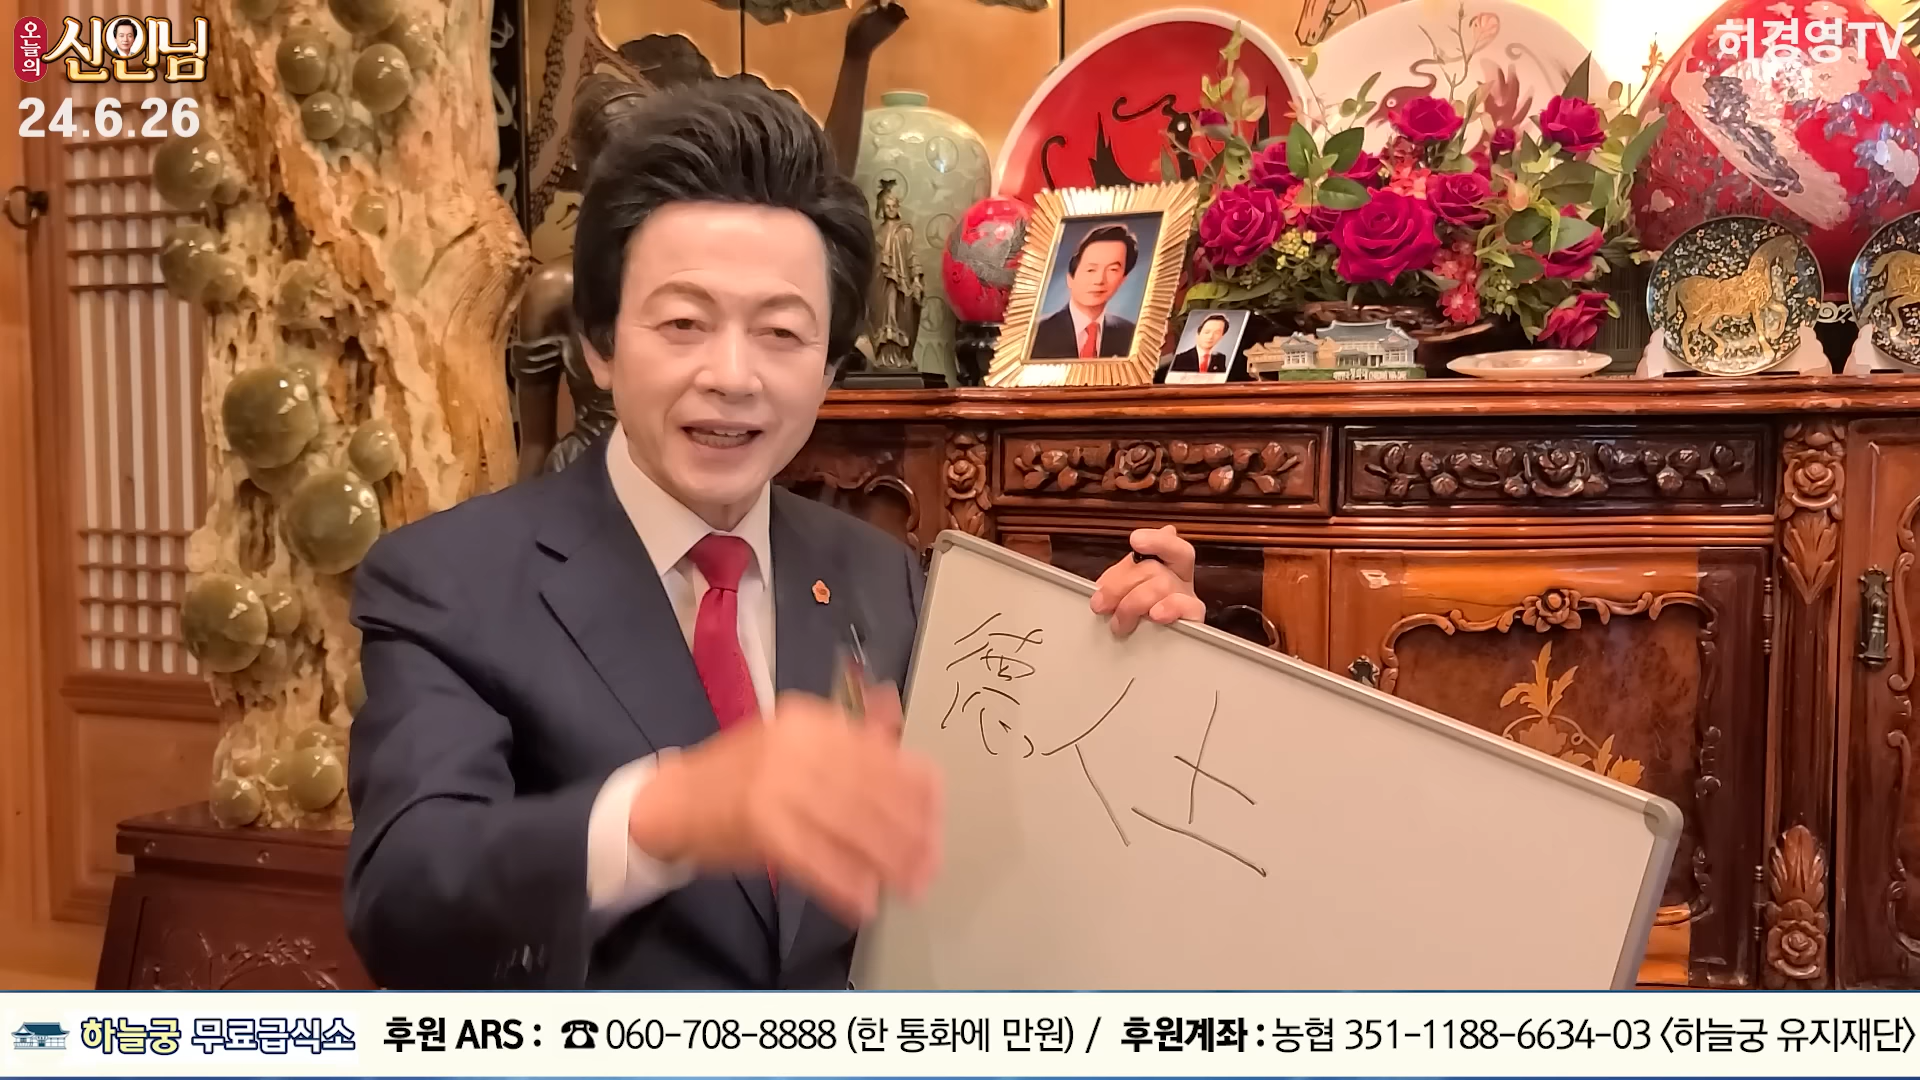 오늘의
신인님
24.6.26
허경영TV
德人土
하늘궁 무료급식소 후원 ARS : ☎ 060-708-8888 (한 통화에 만원) / 후원계좌 : 농협 351-1188-6634-03 <하늘궁 유지재단>